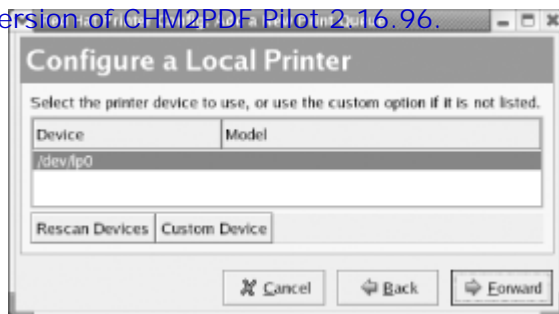 ersion of CHM2PDF Pilot 2.16.96.
Configure a Local Printer
Select the printer device to use, or use the custom option if it is not listed.
Device Model
/dev/lp0
Rescan Devices Custom Device
Cancel Back Forward